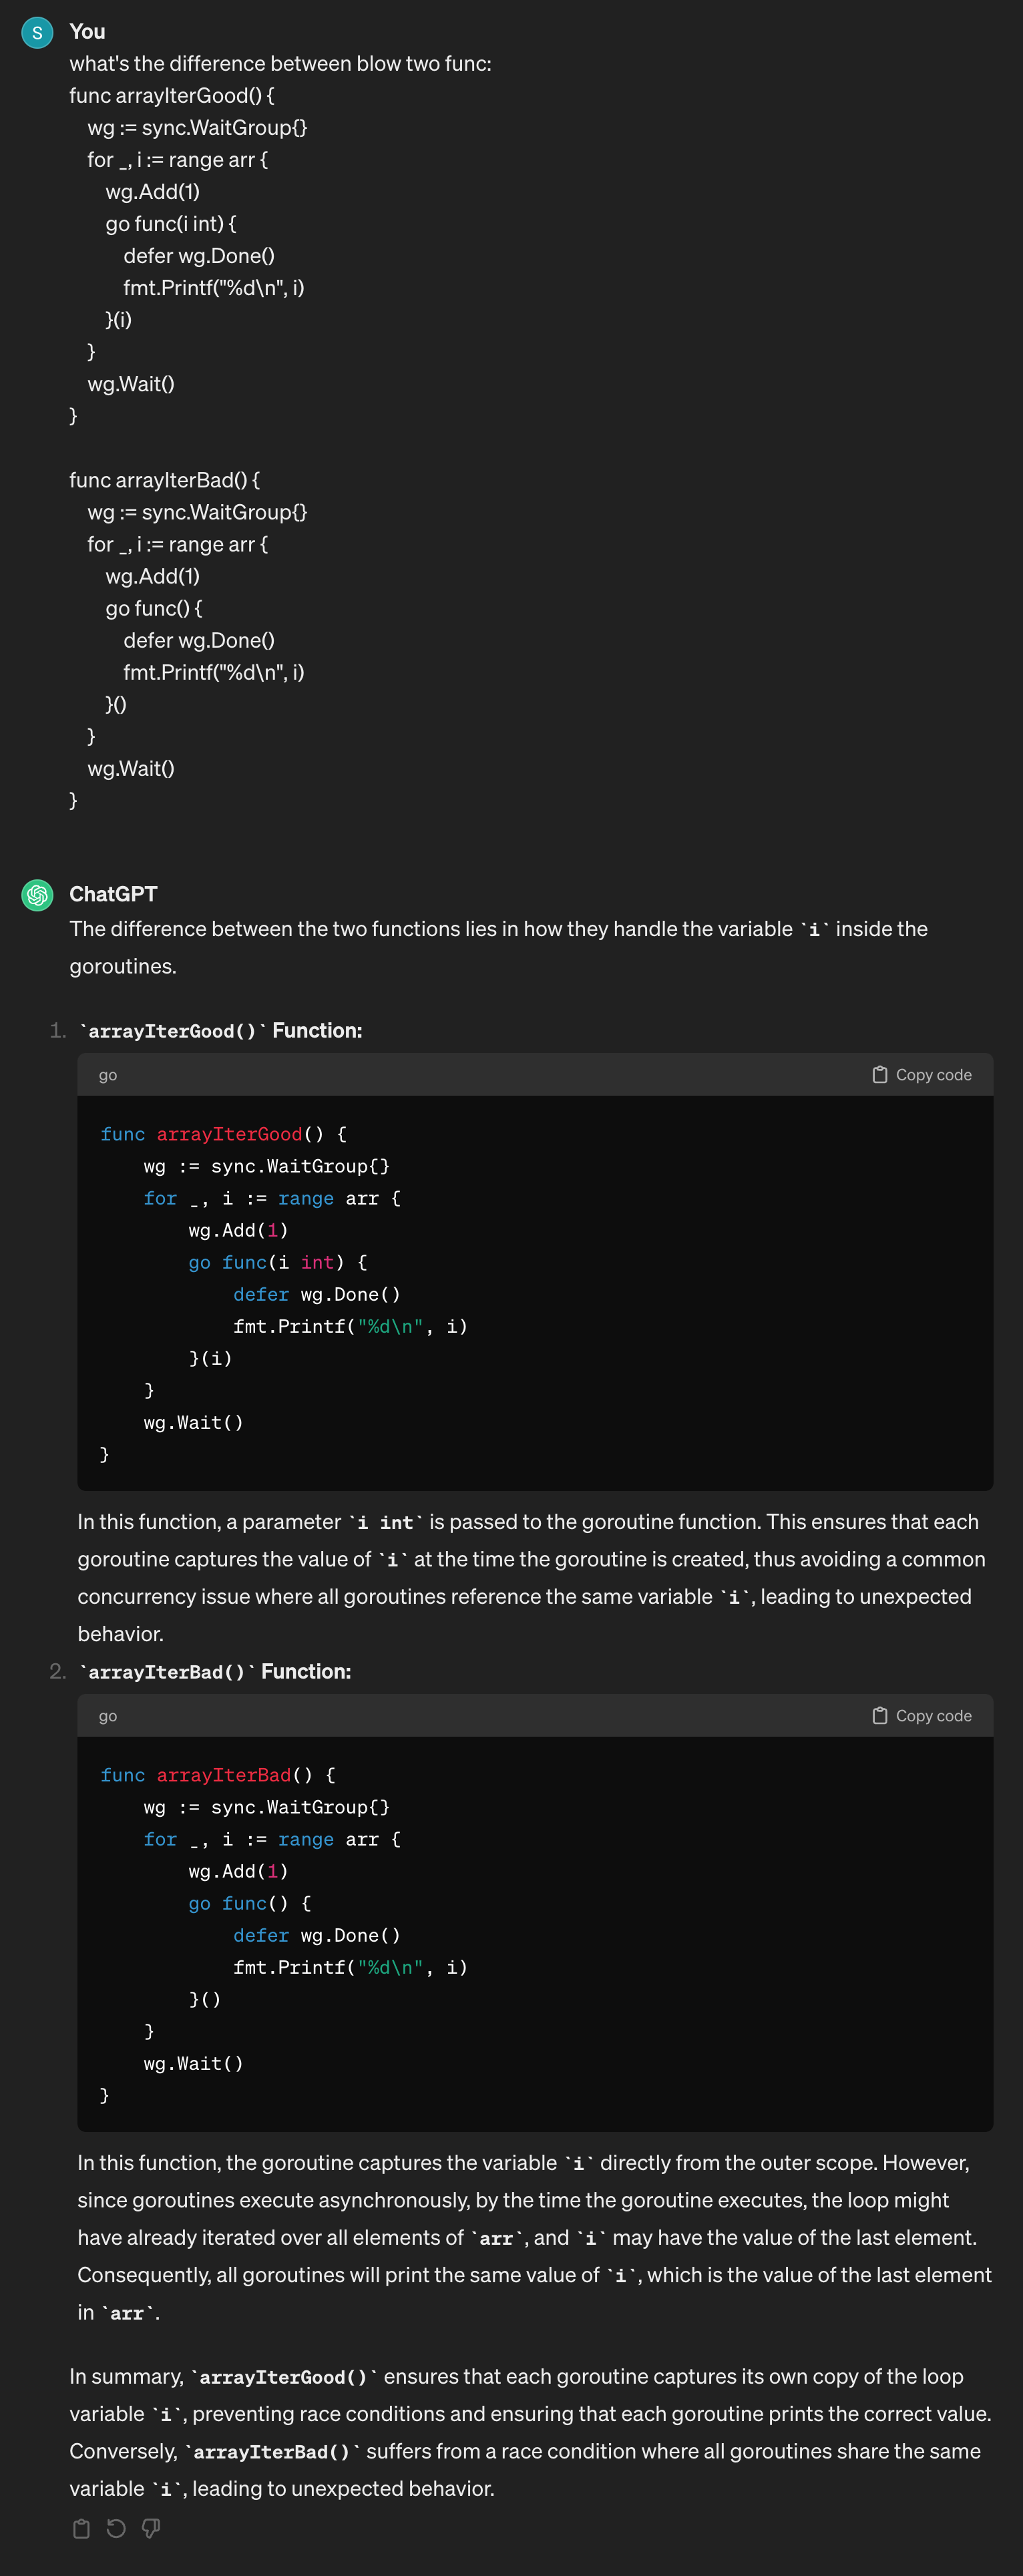 S
You
what's the difference between blow two func:
func arrayIterGood() {
    wg := sync.WaitGroup{}
    for _, i := range arr {
        wg.Add(1)
        go func(i int) {
            defer wg.Done()
            fmt.Printf("%d\n", i)
        }(i)
    }
    wg.Wait()
}
func arrayIterBad() {
    wg := sync.WaitGroup{}
    for _, i := range arr {
        wg.Add(1)
        go func() {
            defer wg.Done()
            fmt.Printf("%d\n", i)
        }()
    }
    wg.Wait()
}
ChatGPT
The difference between the two functions lies in how they handle the variable `i` inside the
goroutines.
1. `arrayIterGood()` Function:
go Copy code
func arrayIterGood() {
    wg := sync.WaitGroup{}
    for _, i := range arr {
        wg.Add(1)
        go func(i int) {
            defer wg.Done()
            fmt.Printf("%d\n", i)
        }(i)
    }
    wg.Wait()
}
In this function, a parameter `i int` is passed to the goroutine function. This ensures that each
goroutine captures the value of `i` at the time the goroutine is created, thus avoiding a common
concurrency issue where all goroutines reference the same variable `i`, leading to unexpected
behavior.
2. `arrayIterBad()` Function:
go Copy code
func arrayIterBad() {
    wg := sync.WaitGroup{}
    for _, i := range arr {
        wg.Add(1)
        go func() {
            defer wg.Done()
            fmt.Printf("%d\n", i)
        }()
    }
    wg.Wait()
}
In this function, the goroutine captures the variable `i` directly from the outer scope. However,
since goroutines execute asynchronously, by the time the goroutine executes, the loop might
have already iterated over all elements of `arr`, and `i` may have the value of the last element.
Consequently, all goroutines will print the same value of `i`, which is the value of the last element
in `arr`.
In summary, `arrayIterGood()` ensures that each goroutine captures its own copy of the loop
variable `i`, preventing race conditions and ensuring that each goroutine prints the correct value.
Conversely, `arrayIterBad()` suffers from a race condition where all goroutines share the same
variable `i`, leading to unexpected behavior.